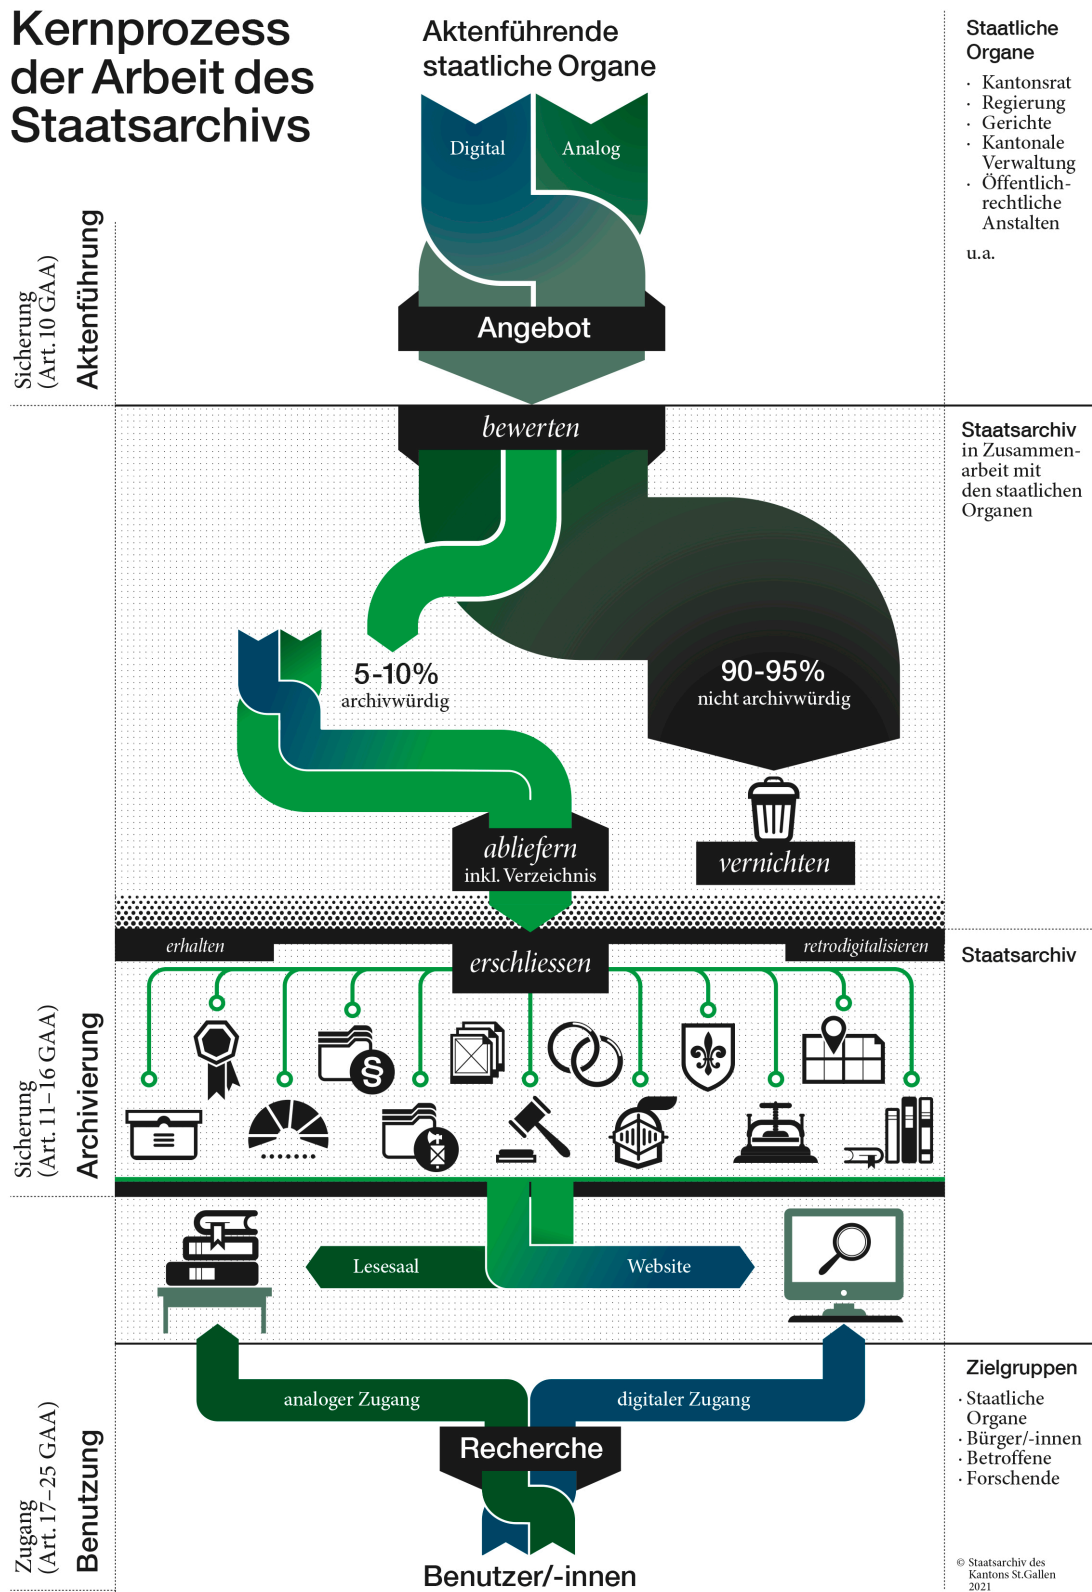 Kernprozess
der Arbeit des
Staatsarchivs
Aktenführende
staatliche Organe
Digital
Analog
Staatliche
Organe
· Kantonsrat
· Regierung
· Gerichte
· Kantonale
Verwaltung
· Öffentlich-
rechtliche
Anstalten
u.a.
Sicherung
(Art. 10 GAA)
Aktenführung
Angebot
bewerten
Staatsarchiv
in Zusammen-
arbeit mit
den staatlichen
Organen
5-10%
archivwürdig
90-95%
nicht archivwürdig
abliefern
inkl. Verzeichnis
vernichten
erhalten
erschliessen
retrodigitalisieren
Staatsarchiv
Sicherung
(Art. 11–16 GAA)
Archivierung
§
Lesesaal
Website
analoger Zugang
digitaler Zugang
Recherche
Zielgruppen
· Staatliche
Organe
· Bürger/-innen
· Betroffene
· Forschende
Zugang
(Art. 17–25 GAA)
Benutzung
Benutzer/-innen
© Staatsarchiv des
Kantons St.Gallen
2021